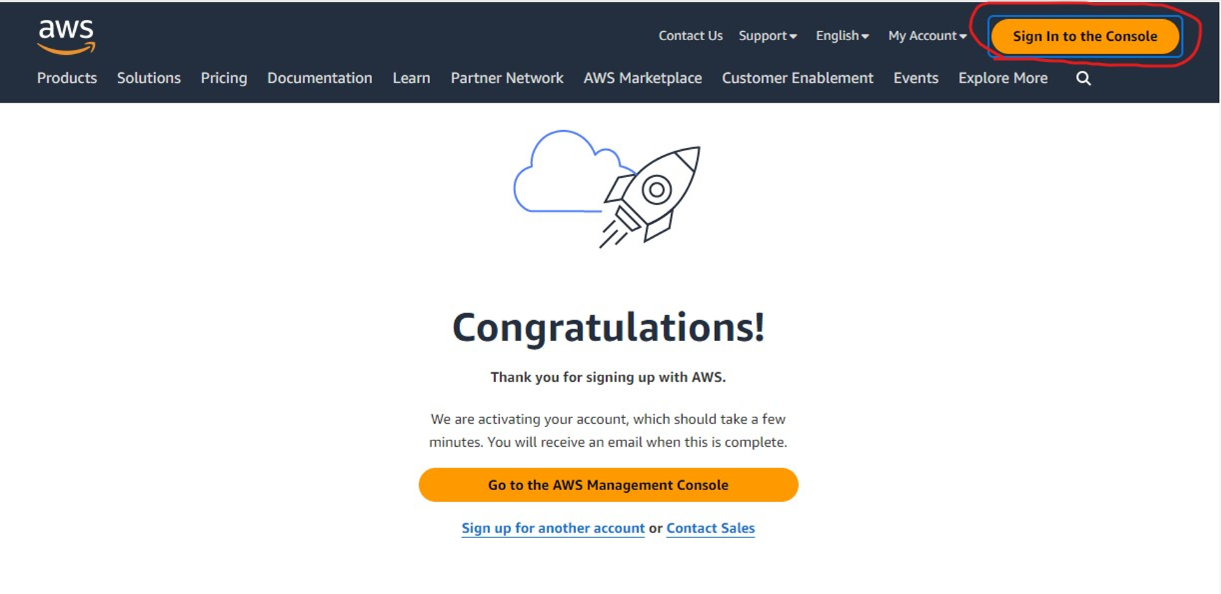 aws
Contact Us Support English My Account Sign In to the Console
Products Solutions Pricing Documentation Learn Partner Network AWS Marketplace Customer Enablement Events Explore More
Congratulations!
Thank you for signing up with AWS.
We are activating your account, which should take a few
minutes. You will receive an email when this is complete.
Go to the AWS Management Console
Sign up for another account or Contact Sales